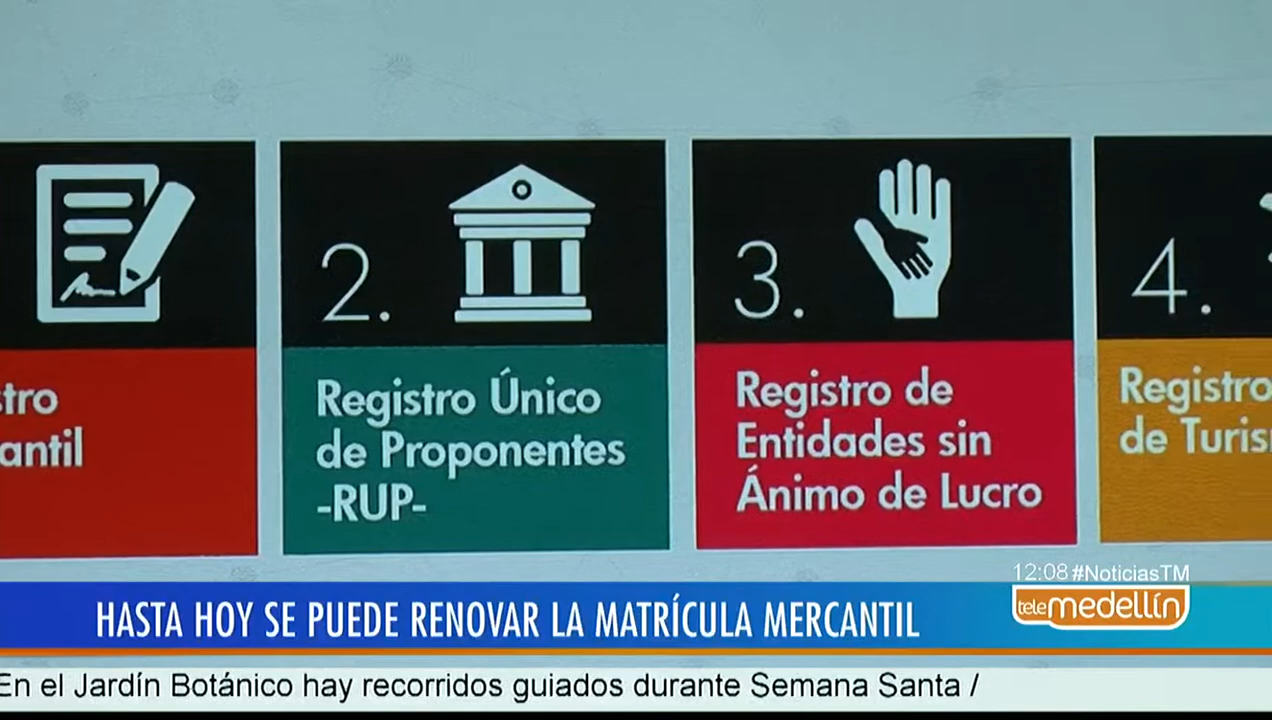 stro
antil
2.
Registro Único
de Proponentes
-RUP-
3.
Registro de
Entidades sin
Ánimo de Lucro
4.
Registro
de Turis
12:08 #NoticiasTM
telemedellín
HASTA HOY SE PUEDE RENOVAR LA MATRÍCULA MERCANTIL
En el Jardín Botánico hay recorridos guiados durante Semana Santa /